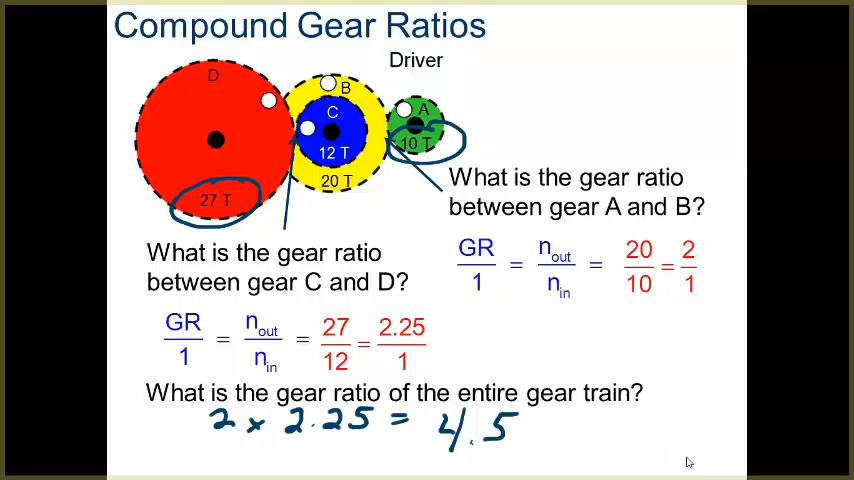 Compound Gear Ratios
Driver
D
B
A
C
10 T
12 T
20 T
27 T
What is the gear ratio
between gear A and B?
GR/1 = n_out/n_in = 20/10 = 2/1
What is the gear ratio
between gear C and D?
GR/1 = n_out/n_in = 27/12 = 2.25/1
What is the gear ratio of the entire gear train?
2 × 2.25 = 4.5